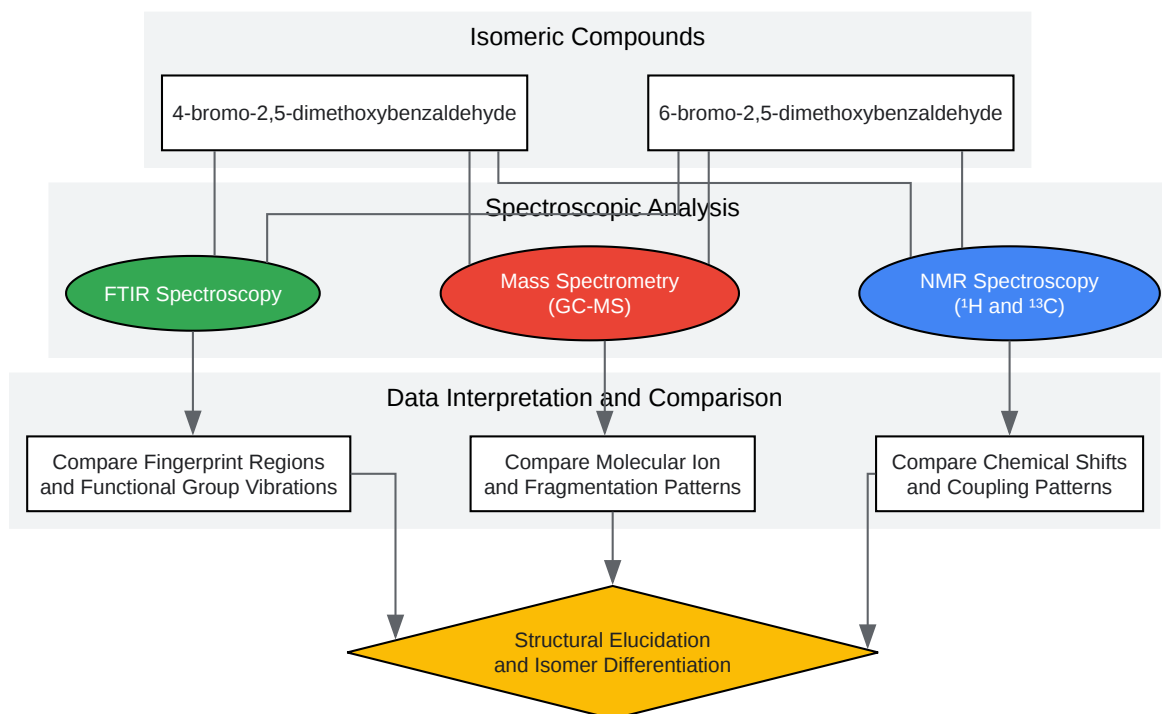 Isomeric Compounds
4-bromo-2,5-dimethoxybenzaldehyde
6-bromo-2,5-dimethoxybenzaldehyde
Spectroscopic Analysis
FTIR Spectroscopy
Mass Spectrometry
(GC-MS)
NMR Spectroscopy
(¹H and ¹³C)
Data Interpretation and Comparison
Compare Fingerprint Regions
and Functional Group Vibrations
Compare Molecular Ion
and Fragmentation Patterns
Compare Chemical Shifts
and Coupling Patterns
Structural Elucidation
and Isomer Differentiation